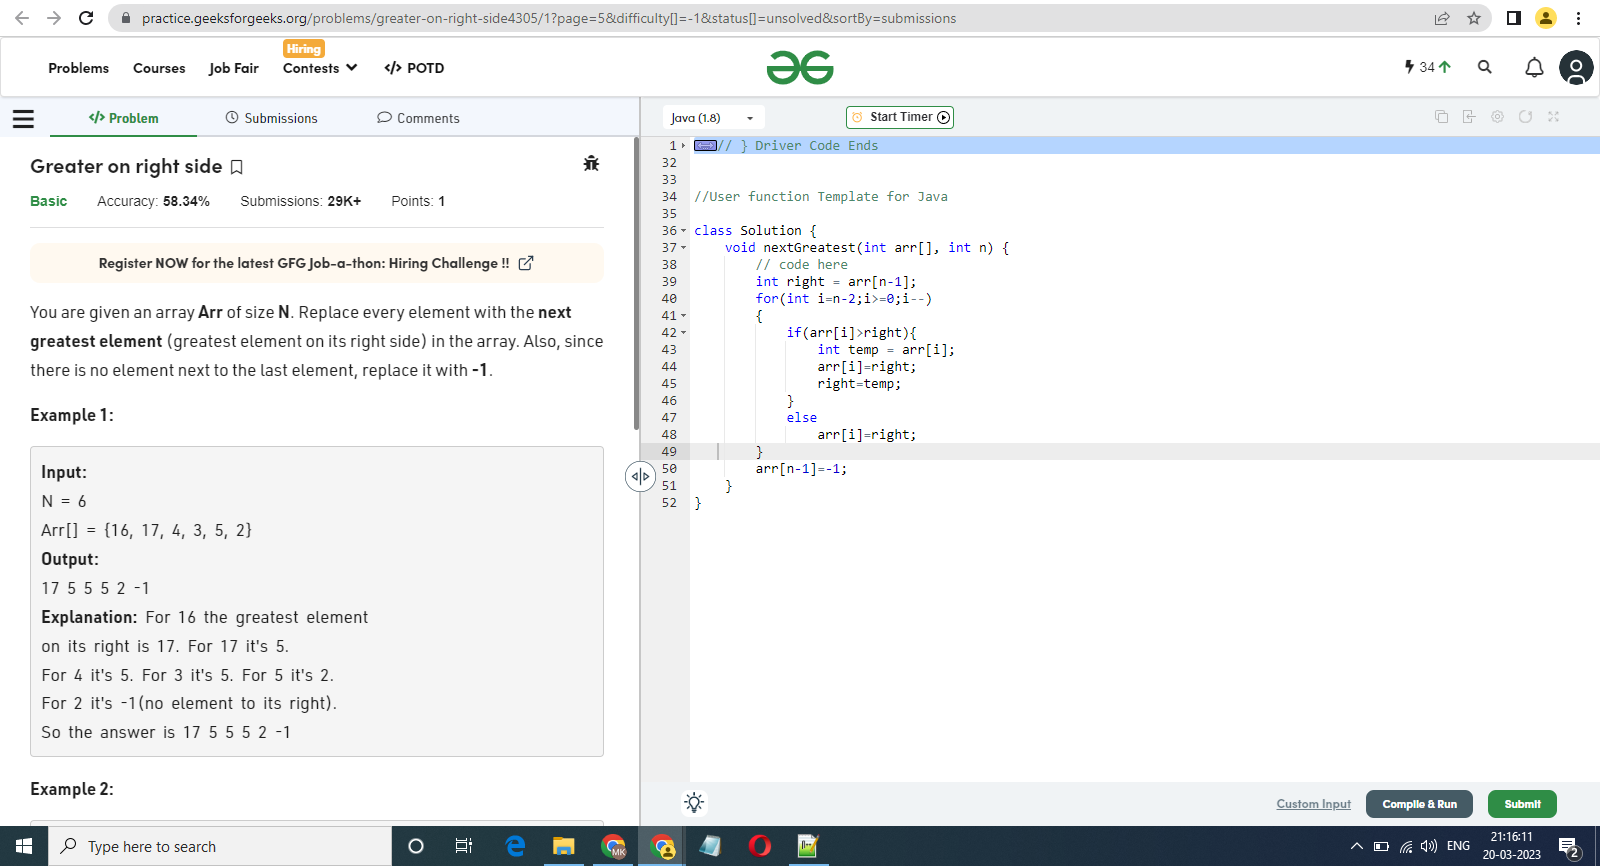 practice.geeksforgeeks.org/problems/greater-on-right-side4305/1?page=5&difficulty[]=-1&status[]=unsolved&sortBy=submissions
Problems Courses Job Fair Hiring Contests </> POTD
34
</> Problem Submissions Comments
Java (1.8) Start Timer
Greater on right side
Basic Accuracy: 58.34% Submissions: 29K+ Points: 1
Register NOW for the latest GFG Job-a-thon: Hiring Challenge !!
You are given an array Arr of size N. Replace every element with the next
greatest element (greatest element on its right side) in the array. Also, since
there is no element next to the last element, replace it with -1.
Example 1:
Input:
N = 6
Arr[] = {16, 17, 4, 3, 5, 2}
Output:
17 5 5 5 2 -1
Explanation: For 16 the greatest element
on its right is 17. For 17 it's 5.
For 4 it's 5. For 3 it's 5. For 5 it's 2.
For 2 it's -1(no element to its right).
So the answer is 17 5 5 5 2 -1
Example 2:
1 // } Driver Code Ends
32
33
34 //User function Template for Java
35
36 class Solution {
37 void nextGreatest(int arr[], int n) {
38 // code here
39 int right = arr[n-1];
40 for(int i=n-2;i>=0;i--)
41 {
42 if(arr[i]>right){
43 int temp = arr[i];
44 arr[i]=right;
45 right=temp;
46 }
47 else
48 arr[i]=right;
49 }
50 arr[n-1]=-1;
51 }
52 }
Custom Input Compile & Run Submit
Type here to search
MK
ENG
21:16:11
20-03-2023
2